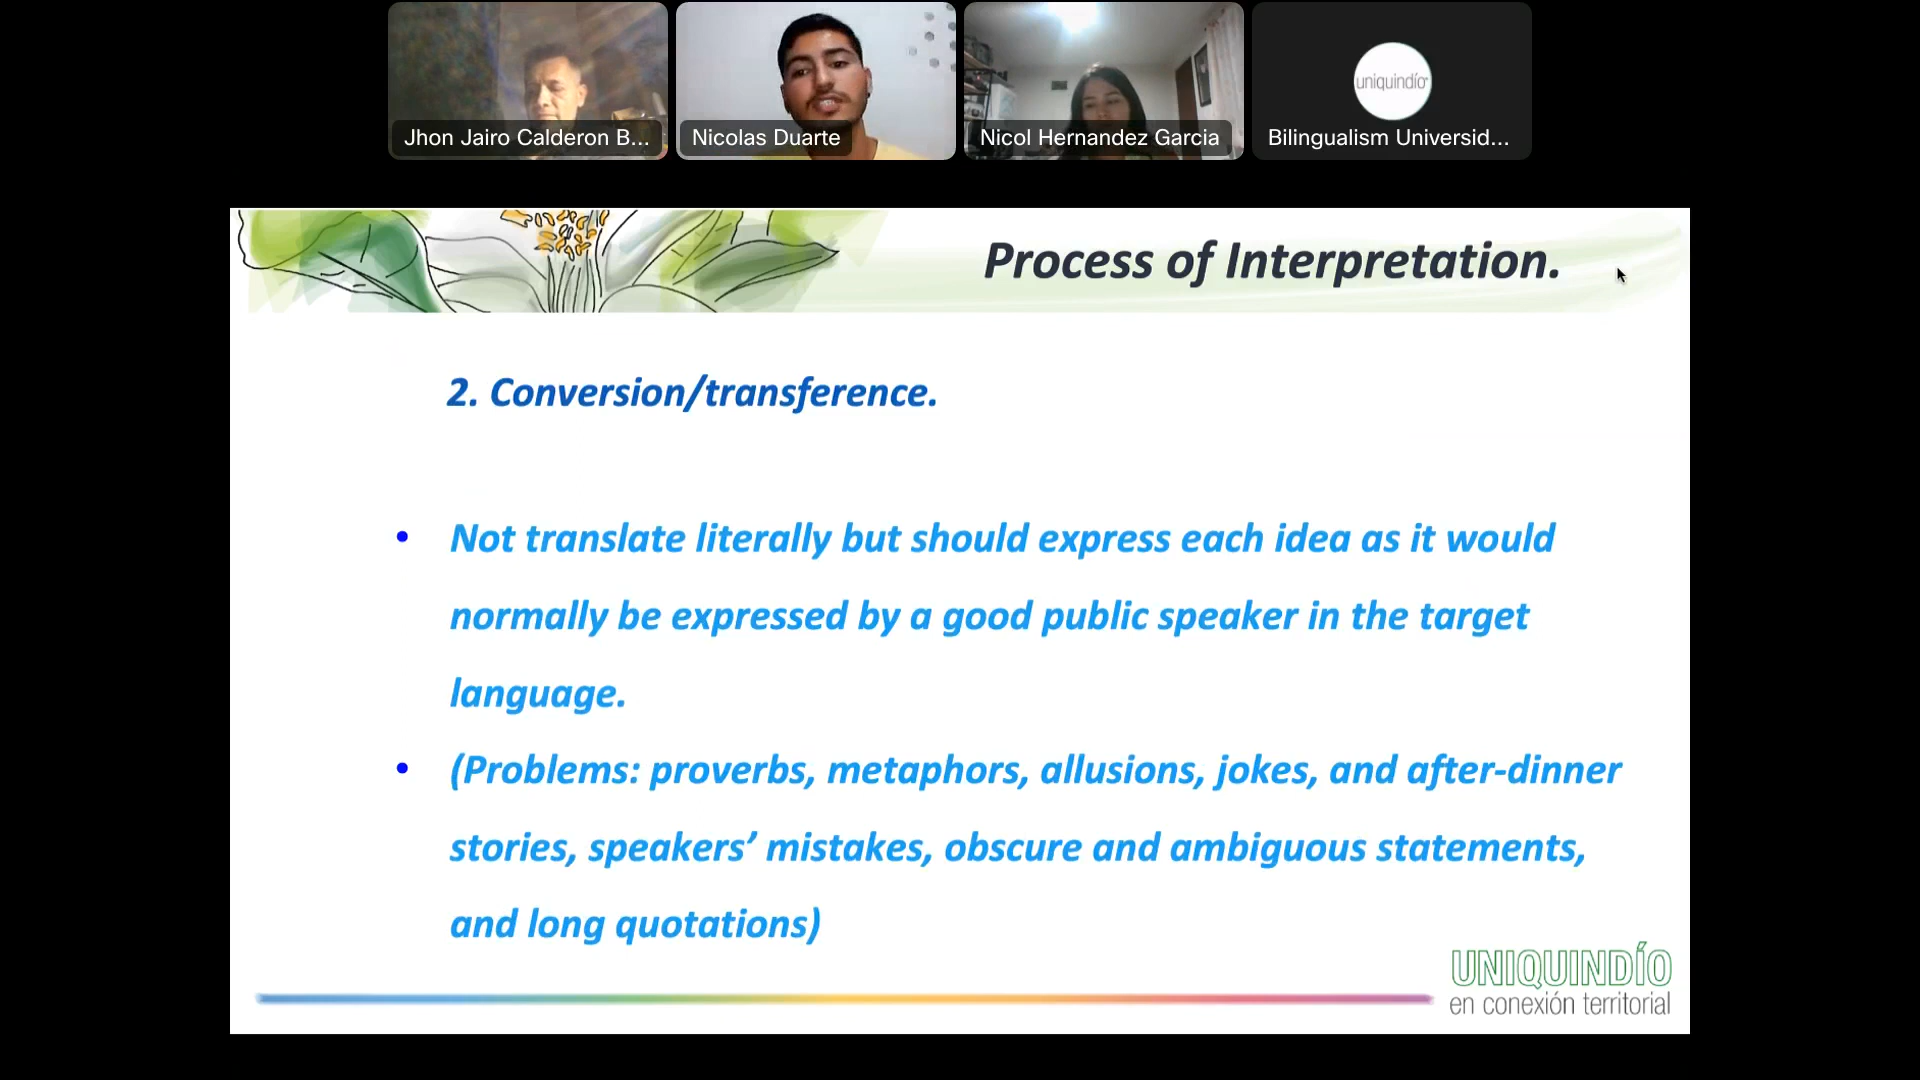 Jhon Jairo Calderon B...
Nicolas Duarte
Nicol Hernandez Garcia
uniquindío
Bilingualism Universid...
Process of Interpretation.
2. Conversion/transference.
• Not translate literally but should express each idea as it would
normally be expressed by a good public speaker in the target
language.
• (Problems: proverbs, metaphors, allusions, jokes, and after-dinner
stories, speakers’ mistakes, obscure and ambiguous statements,
and long quotations)
UNIQUINDÍO
en conexión territorial